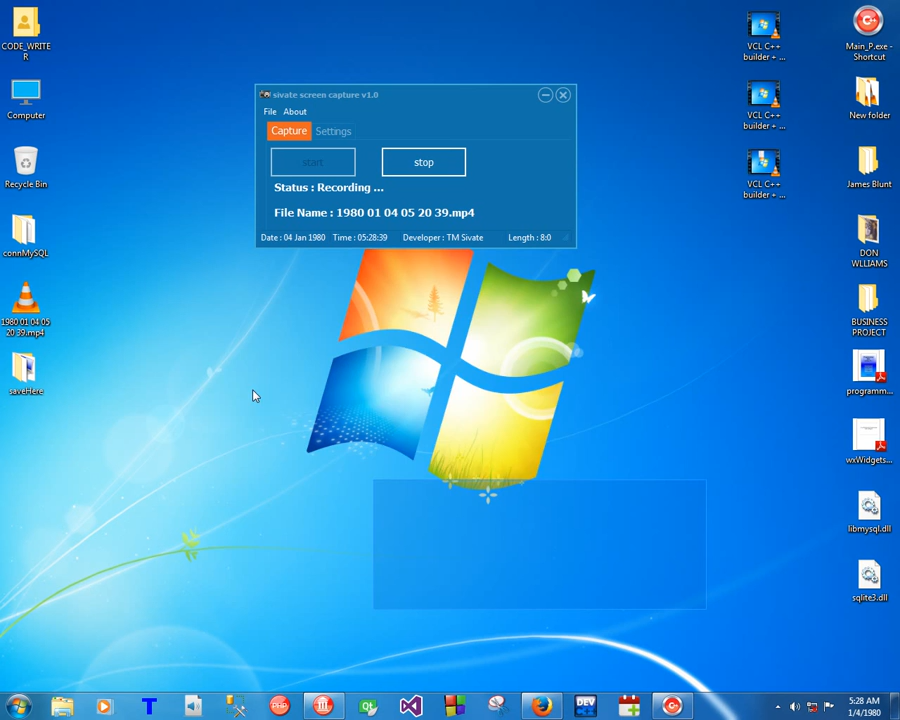 CODE_WRITE
R
Computer
Recycle Bin
connMySQL
1980 01 04 05
20 39.mp4
saveHere
sivate screen capture v1.0
File About
Capture Settings
start stop
Status : Recording ...
File Name : 1980 01 04 05 20 39.mp4
Date : 04 Jan 1980 Time : 05:28:39 Developer : TM Sivate Length : 8:0
VCL C++
builder + ...
VCL C++
builder + ...
VCL C++
builder + ...
Main_P.exe -
Shortcut
New folder
James Blunt
DON
WLLIAMS
BUSINESS
PROJECT
programm...
wxWidgets...
libmysql.dll
sqlite3.dll
T
PHP
Qt
DEV
5:28 AM
1/4/1980